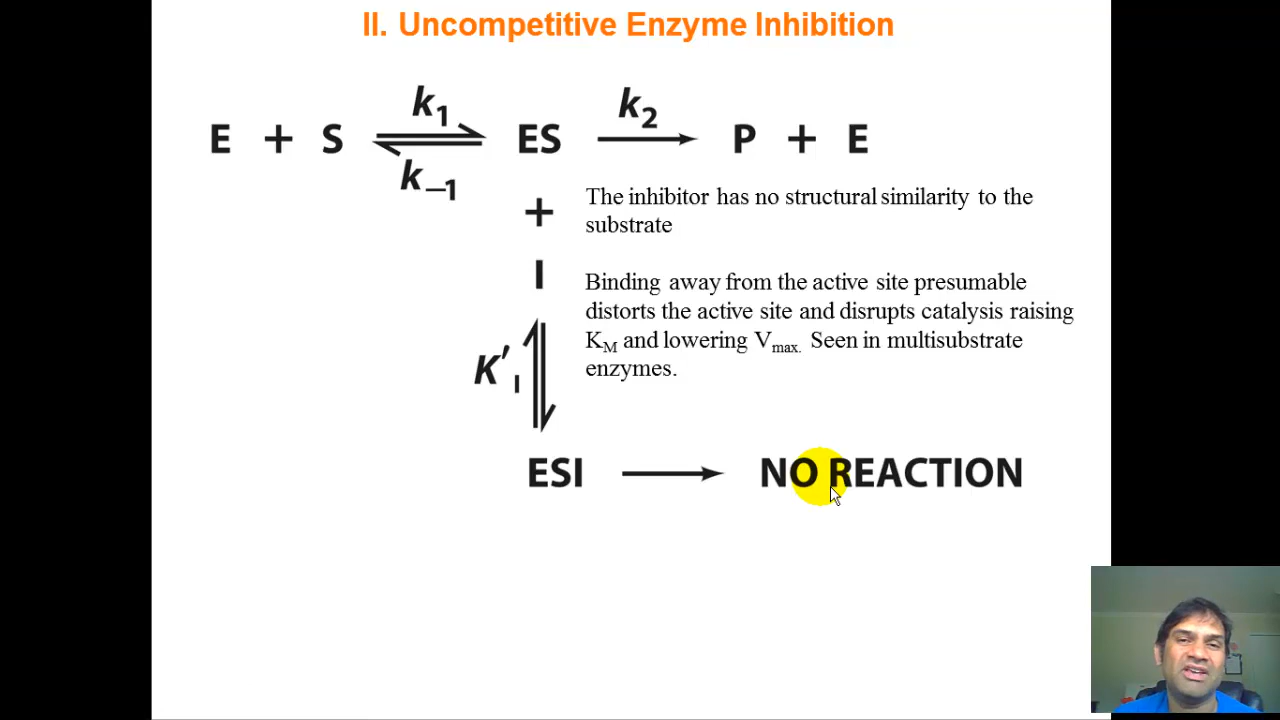 II. Uncompetitive Enzyme Inhibition
k1
k2
E + S ES P + E
k–1
+
The inhibitor has no structural similarity to the
substrate
I
Binding away from the active site presumable
distorts the active site and disrupts catalysis raising
KM and lowering Vmax. Seen in multisubstrate
enzymes.
K′I
ESI NO REACTION